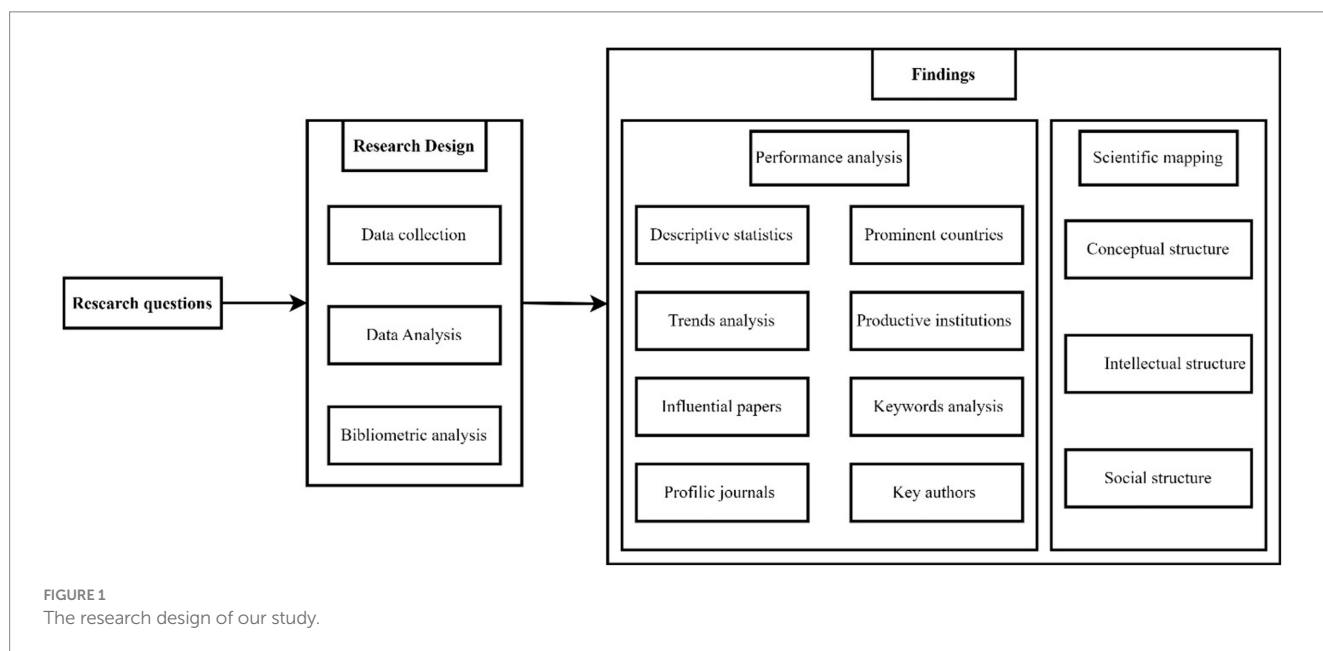 Research questions
Research Design
Data collection
Data Analysis
Bibliometric analysis
Findings
Performance analysis
Descriptive statistics
Prominent countries
Trends analysis
Productive institutions
Influential papers
Keywords analysis
Profilic journals
Key authors
Scientific mapping
Conceptual structure
Intellectual structure
Social structure
FIGURE 1
The research design of our study.